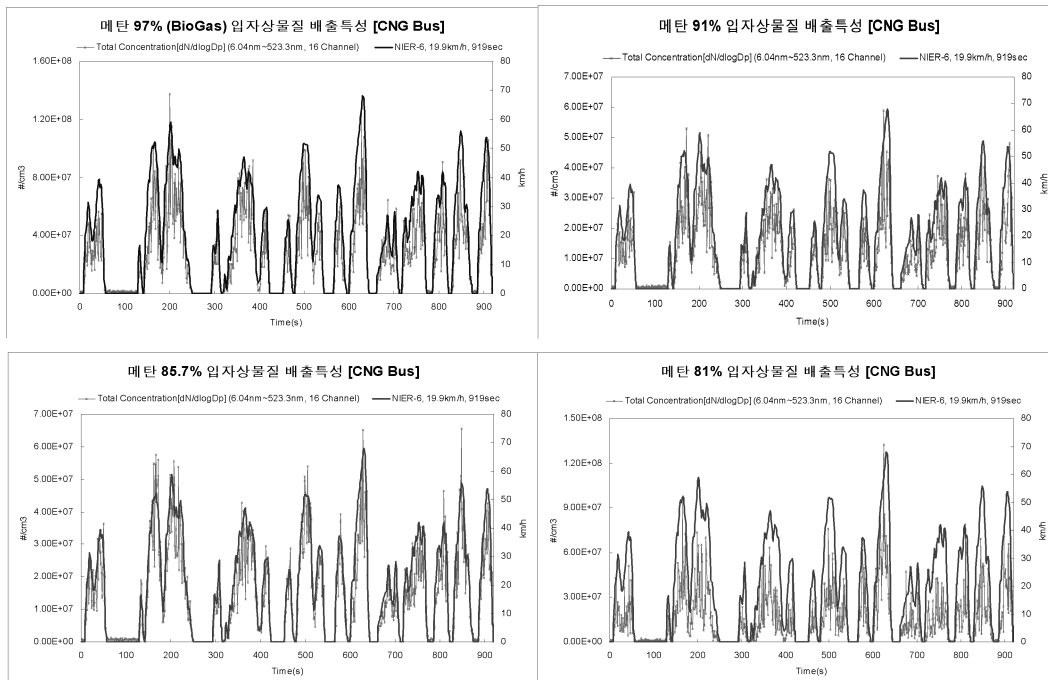 메탄 97% (BioGas) 입자상물질 배출특성 [CNG Bus]
Total Concentration[dN/dlogDp] (6.04nm~523.3nm, 16 Channel)
NIER-6, 19.9km/h, 919sec
1.60E+08
1.20E+08
8.00E+07
4.00E+07
0.00E+00
#/cm3
80
70
60
50
40
30
20
10
0
km/h
0 100 200 300 400 500 600 700 800 900
Time(s)
메탄 91% 입자상물질 배출특성 [CNG Bus]
Total Concentration[dN/dlogDp] (6.04nm~523.3nm, 16 Channel)
NIER-6, 19.9km/h, 919sec
7.00E+07
6.00E+07
5.00E+07
4.00E+07
3.00E+07
2.00E+07
1.00E+07
0.00E+00
#/cm3
80
70
60
50
40
30
20
10
0
km/h
0 100 200 300 400 500 600 700 800 900
Time(s)
메탄 85.7% 입자상물질 배출특성 [CNG Bus]
Total Concentration[dN/dlogDp] (6.04nm~523.3nm, 16 Channel)
NIER-6, 19.9km/h, 919sec
7.00E+07
6.00E+07
5.00E+07
4.00E+07
3.00E+07
2.00E+07
1.00E+07
0.00E+00
#/cm3
80
70
60
50
40
30
20
10
0
km/h
0 100 200 300 400 500 600 700 800 900
Time(s)
메탄 81% 입자상물질 배출특성 [CNG Bus]
Total Concentration[dN/dlogDp] (6.04nm~523.3nm, 16 Channel)
NIER-6, 19.9km/h, 919sec
1.50E+08
1.20E+08
9.00E+07
6.00E+07
3.00E+07
0.00E+00
#/cm3
80
70
60
50
40
30
20
10
0
km/h
0 100 200 300 400 500 600 700 800 900
Time(s)